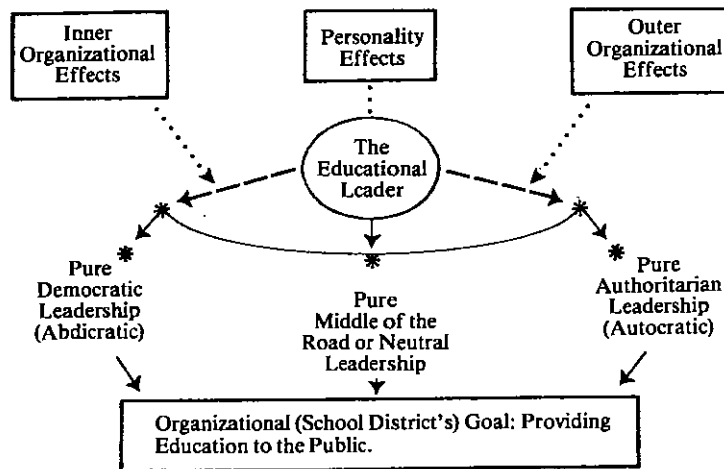 Inner
Organizational
Effects
Personality
Effects
Outer
Organizational
Effects
The
Educational
Leader
Pure
Democratic
Leadership
(Abdicratic)
Pure
Middle of the
Road or Neutral
Leadership
Pure
Authoritarian
Leadership
(Autocratic)
Organizational (School District's) Goal: Providing
Education to the Public.